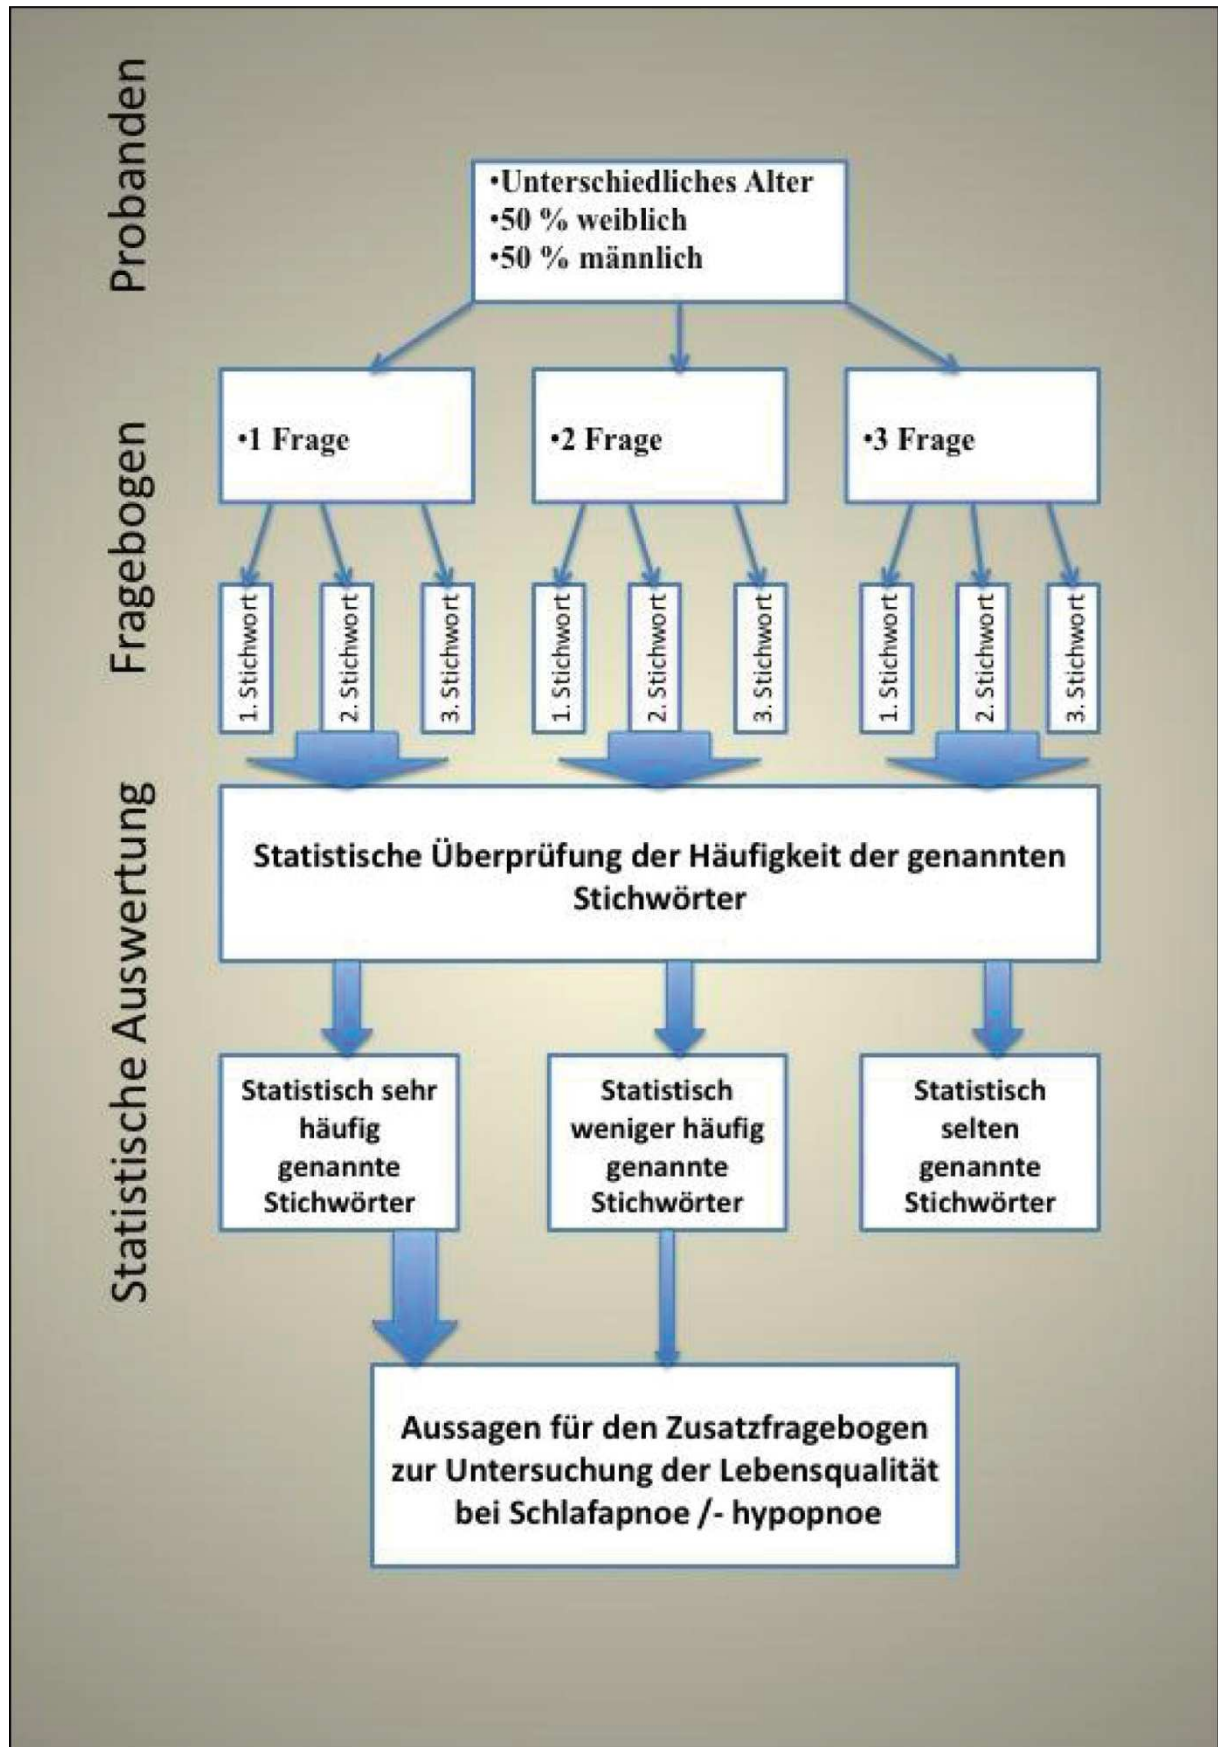 Probanden
•Unterschiedliches Alter
•50 % weiblich
•50 % männlich
Fragebogen
•1 Frage
•2 Frage
•3 Frage
1. Stichwort
2. Stichwort
3. Stichwort
1. Stichwort
2. Stichwort
3. Stichwort
1. Stichwort
2. Stichwort
3. Stichwort
Statistische Auswertung
Statistische Überprüfung der Häufigkeit der genannten
Stichwörter
Statistisch sehr
häufig
genannte
Stichwörter
Statistisch
weniger häufig
genannte
Stichwörter
Statistisch
selten
genannte
Stichwörter
Aussagen für den Zusatzfragebogen
zur Untersuchung der Lebensqualität
bei Schlafapnoe /- hypopnoe